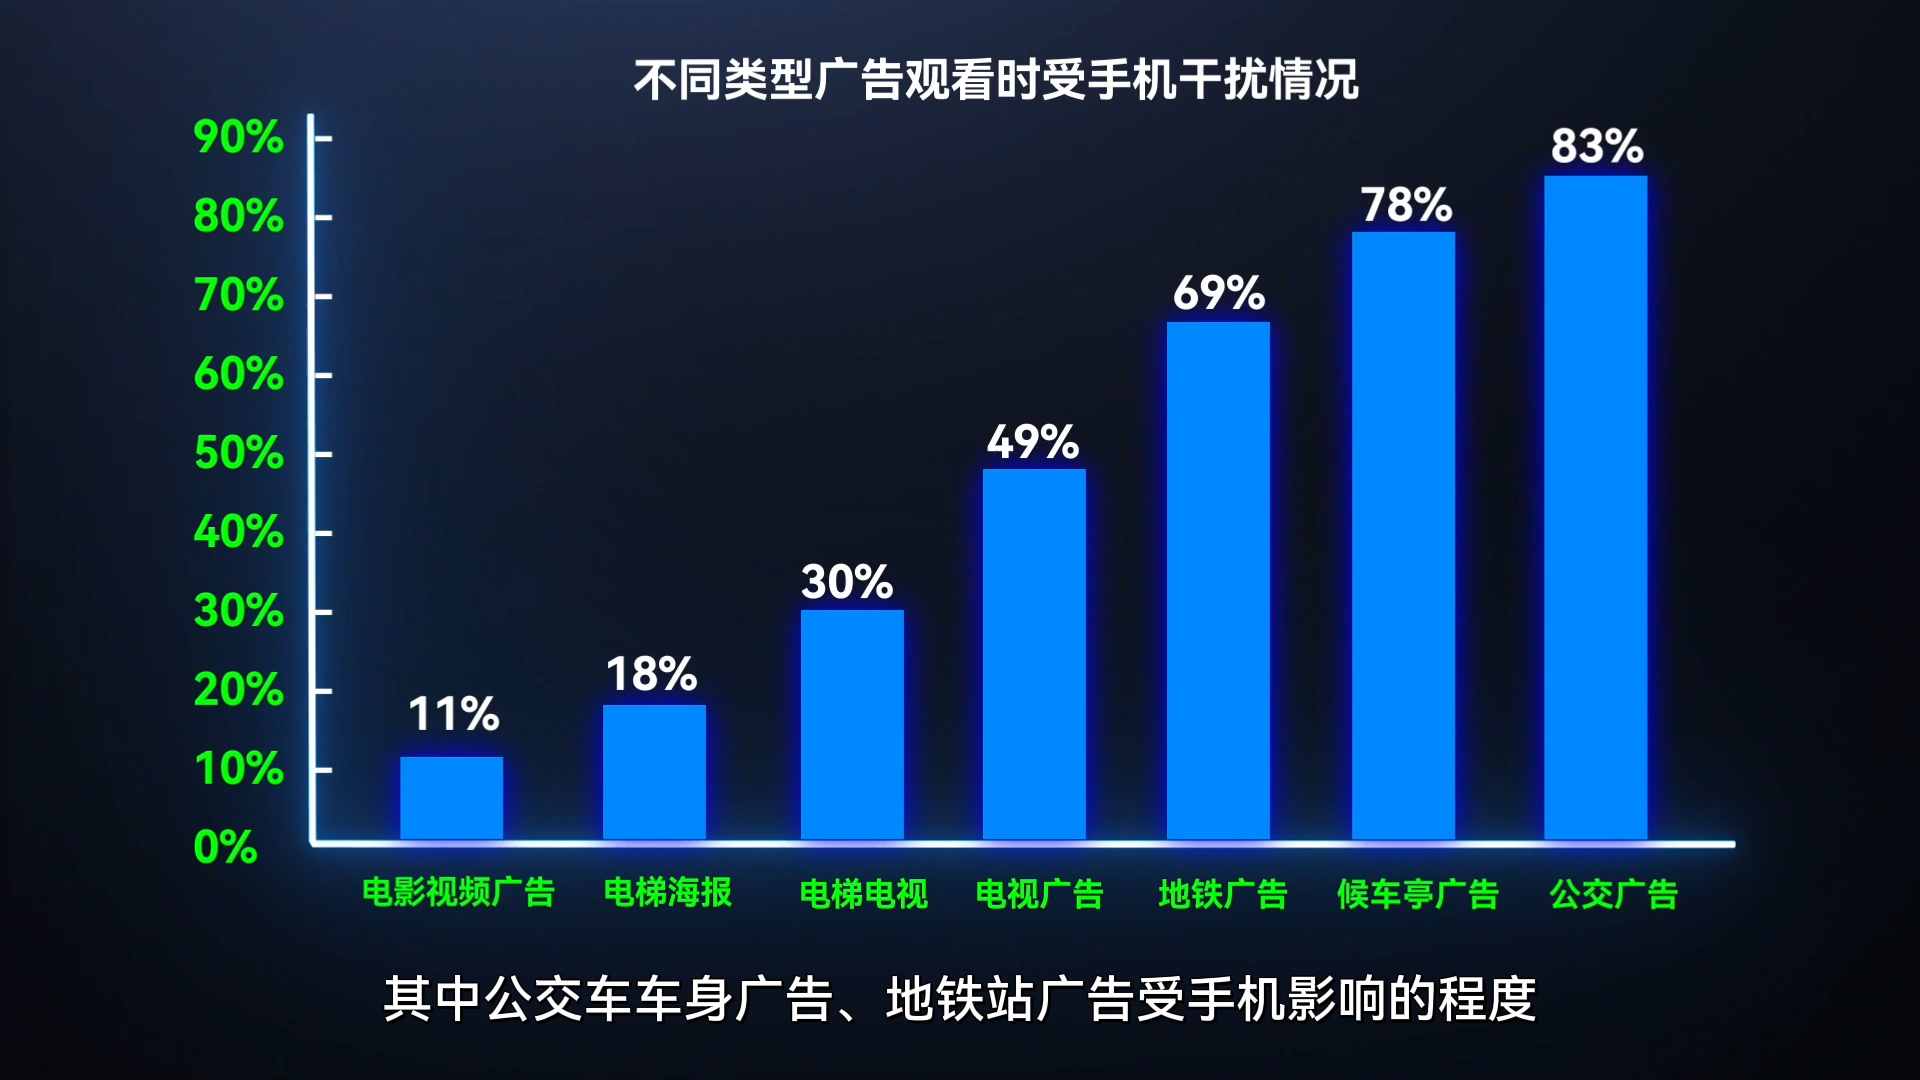 不同类型广告观看时受手机干扰情况
90%
80%
70%
60%
50%
40%
30%
20%
10%
0%
11%
18%
30%
49%
69%
78%
83%
电影视频广告
电梯海报
电梯电视
电视广告
地铁广告
候车亭广告
公交广告
其中公交车车身广告、地铁站广告受手机影响的程度